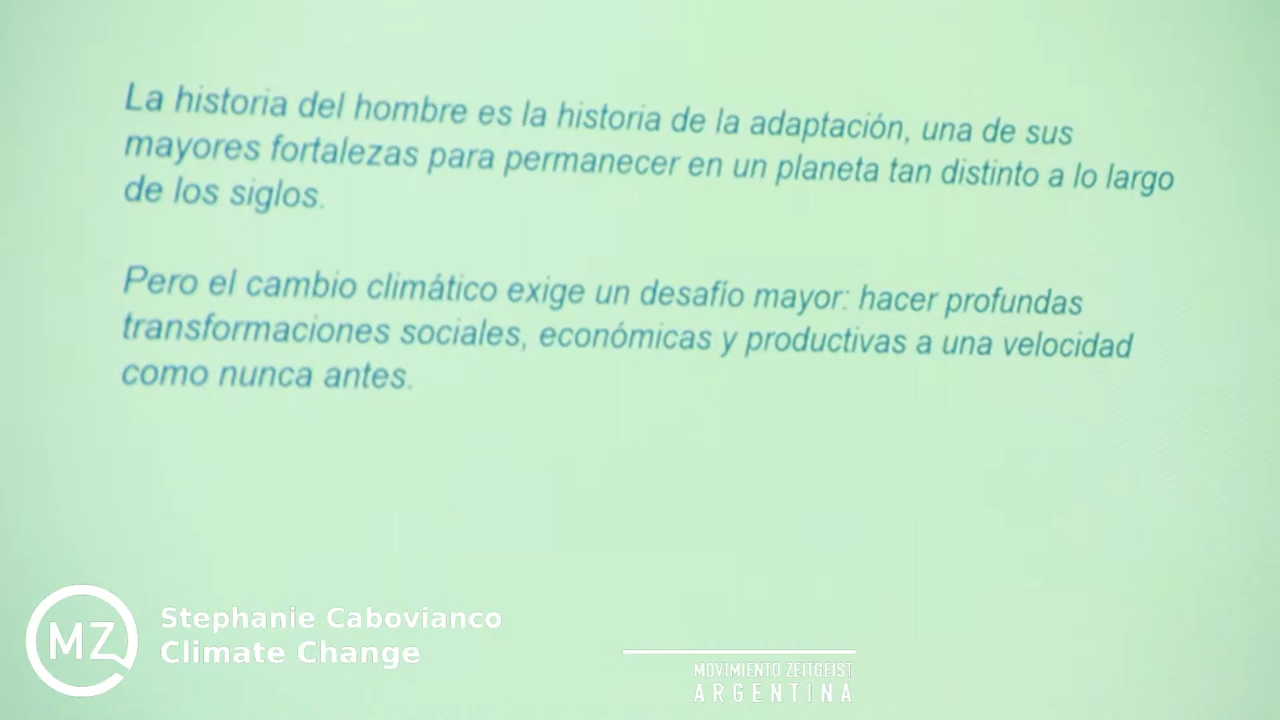 La historia del hombre es la historia de la adaptación, una de sus
mayores fortalezas para permanecer en un planeta tan distinto a lo largo
de los siglos.
Pero el cambio climático exige un desafío mayor: hacer profundas
transformaciones sociales, económicas y productivas a una velocidad
como nunca antes.
MZ
Stephanie Cabovianco
Climate Change
MOVIMIENTO ZEITGEIST
ARGENTINA